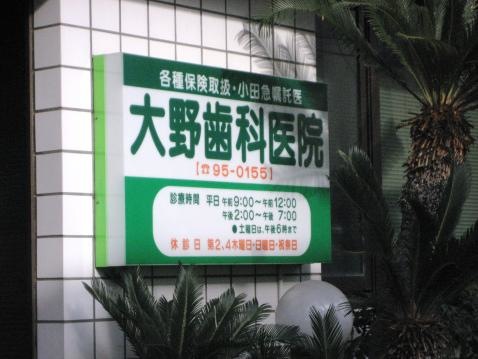 各種保険取扱・小田急嘱託医
大野歯科医院
【☎95-0155】
診療時間 平日午前9:00～午前12:00
午後2:00～午後7:00
●土曜日は、午後6時まで
休診日 第2、4木曜日・日曜日・祝祭日